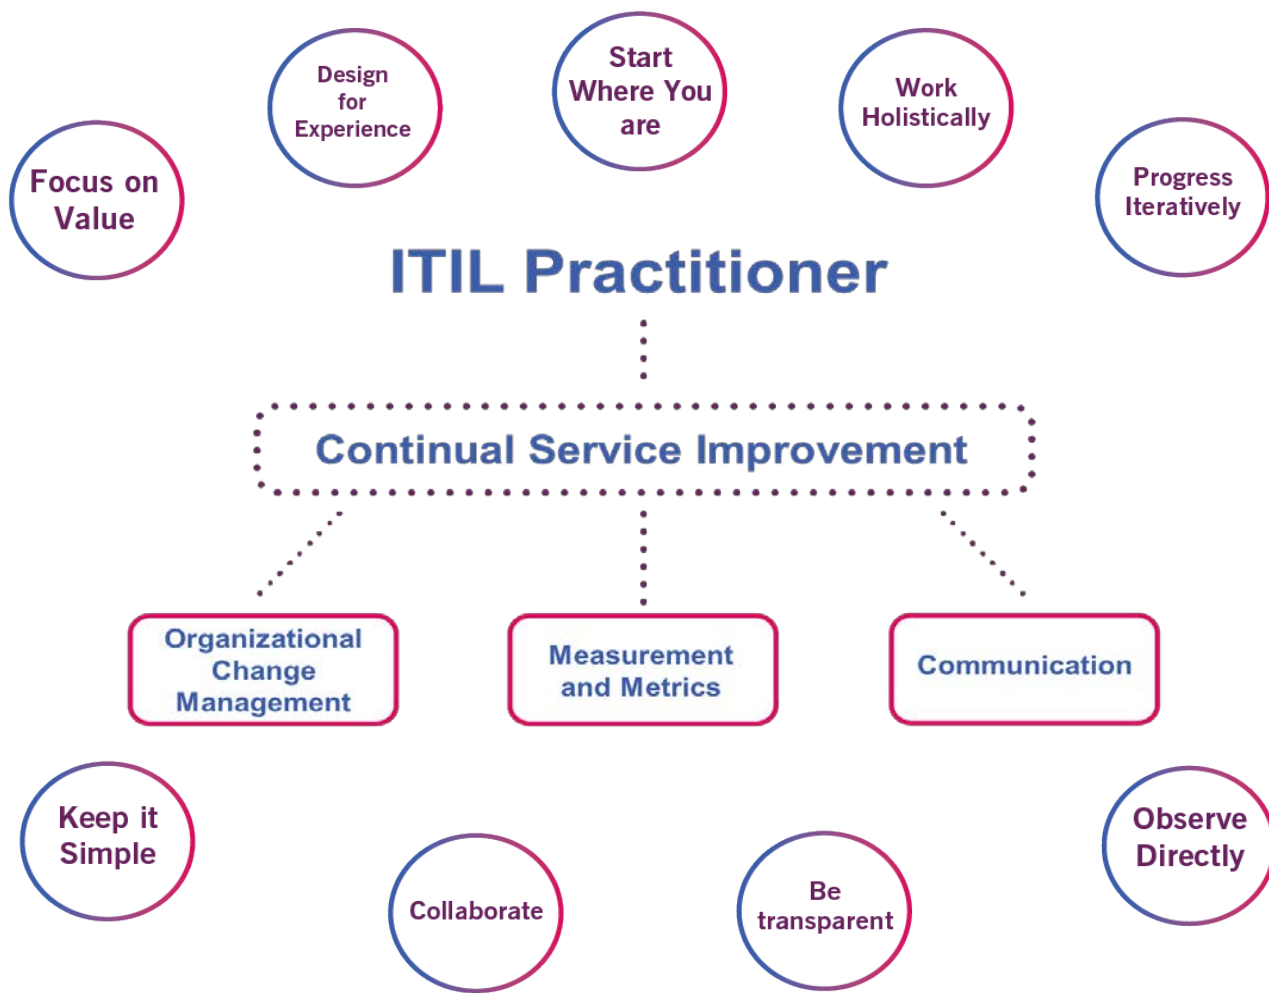 Design
for
Experience
Start
Where You
are
Work
Holistically
Focus on
Value
Progress
Iteratively
ITIL Practitioner
Continual Service Improvement
Organizational
Change
Management
Measurement
and Metrics
Communication
Keep it
Simple
Collaborate
Be
transparent
Observe
Directly